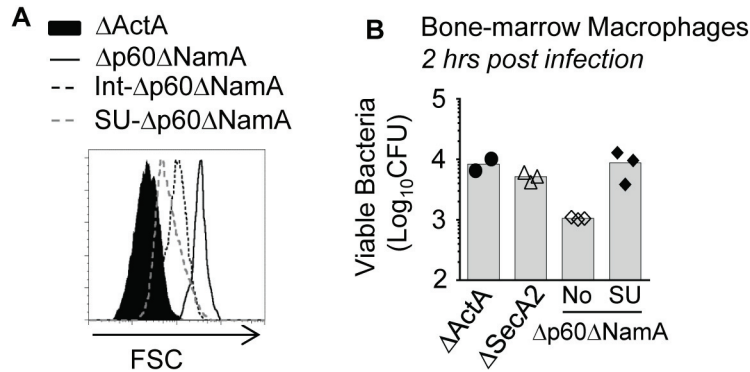 A
ΔActA
Δp60ΔNamA
Int-Δp60ΔNamA
SU-Δp60ΔNamA
FSC
B Bone-marrow Macrophages
2 hrs post infection
Viable Bacteria
(Log₁₀CFU)
5
4
3
2
ΔActA
ΔSecA2
No SU
Δp60ΔNamA